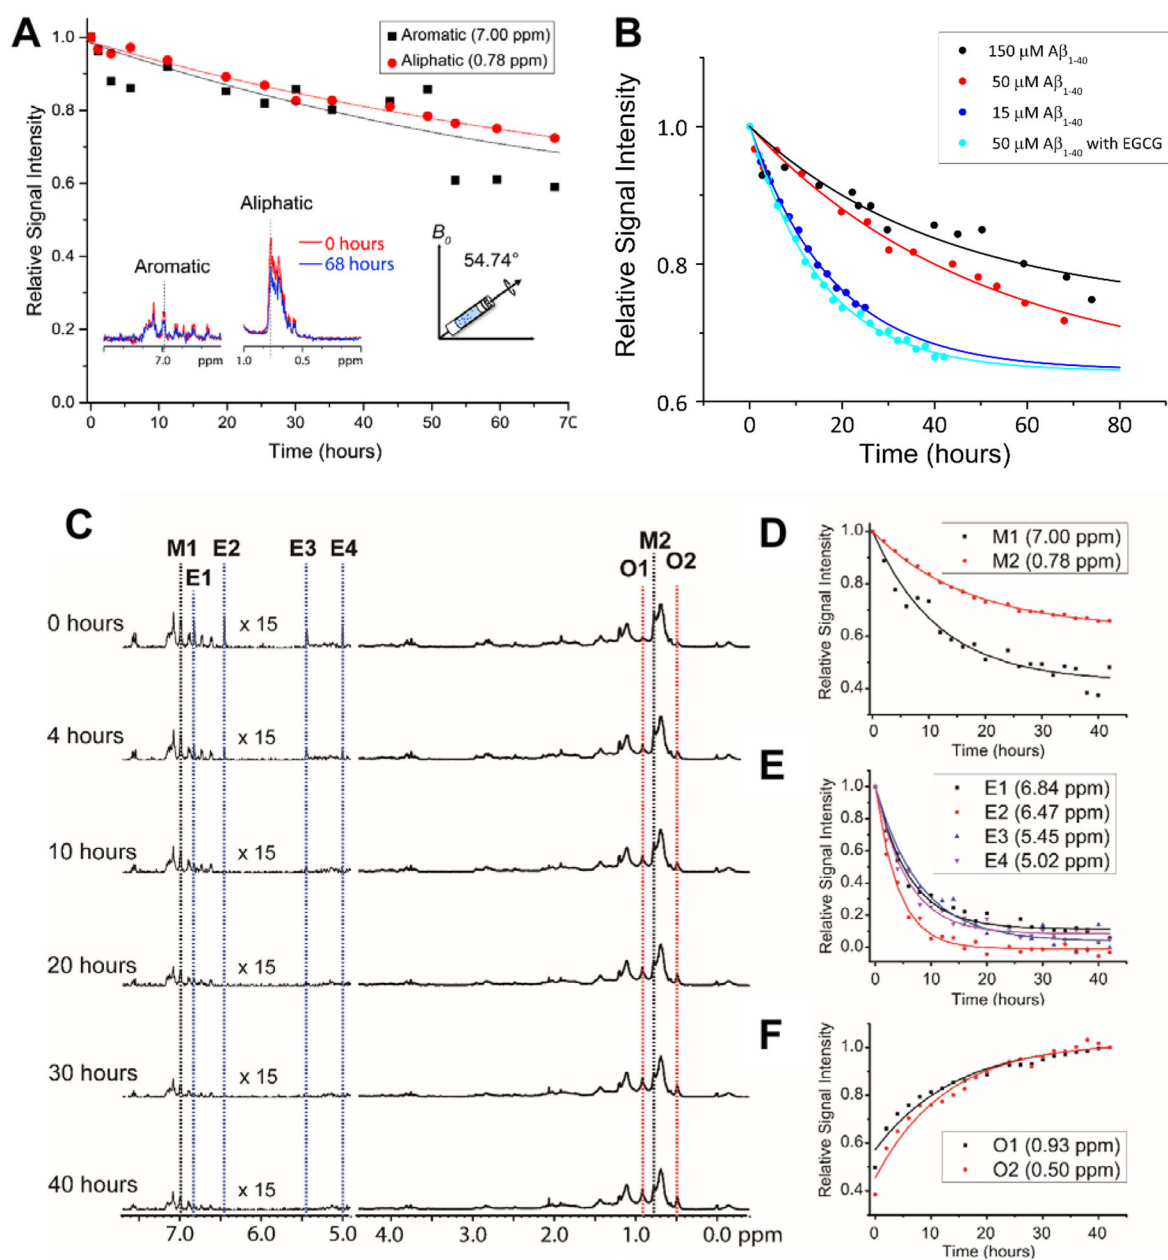 A
Relative Signal Intensity
1.0
0.8
0.6
0.4
0.2
0.0
Aromatic (7.00 ppm)
Aliphatic (0.78 ppm)
Aliphatic
0 hours
68 hours
Aromatic
7.0
ppm
1.0
0.5
ppm
B0
54.74°
0
10
20
30
40
50
60
70
Time (hours)
B
Relative Signal Intensity
150 μM Aβ1-40
50 μM Aβ1-40
15 μM Aβ1-40
50 μM Aβ1-40 with EGCG
1.0
0.8
0.6
0
20
40
60
80
Time (hours)
C
M1
E1
E2
E3
E4
O1
M2
O2
0 hours
x 15
4 hours
x 15
10 hours
x 15
20 hours
x 15
30 hours
x 15
40 hours
x 15
7.0
6.0
5.0
4.0
3.0
2.0
1.0
0.0 ppm
D
Relative Signal Intensity
M1 (7.00 ppm)
M2 (0.78 ppm)
1.0
0.8
0.6
0.4
0
10
20
30
40
Time (hours)
E
Relative Signal Intensity
E1 (6.84 ppm)
E2 (6.47 ppm)
E3 (5.45 ppm)
E4 (5.02 ppm)
1.0
0.8
0.6
0.4
0.2
0.0
0
10
20
30
40
Time (hours)
F
Relative Signal Intensity
1.0
0.8
0.6
0.4
O1 (0.93 ppm)
O2 (0.50 ppm)
0
10
20
30
40
Time (hours)